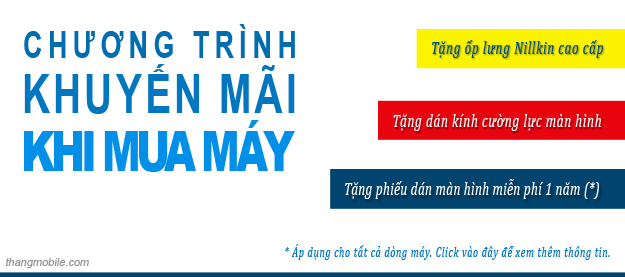 CHƯƠNG TRÌNH
KHUYẾN MÃI
KHI MUA MÁY
Tặng ốp lưng Nillkin cao cấp
Tặng dán kính cường lực màn hình
Tặng phiếu dán màn hình miễn phí 1 năm (*)
* Áp dụng cho tất cả dòng máy. Click vào đây để xem thêm thông tin.
thangmobile.com